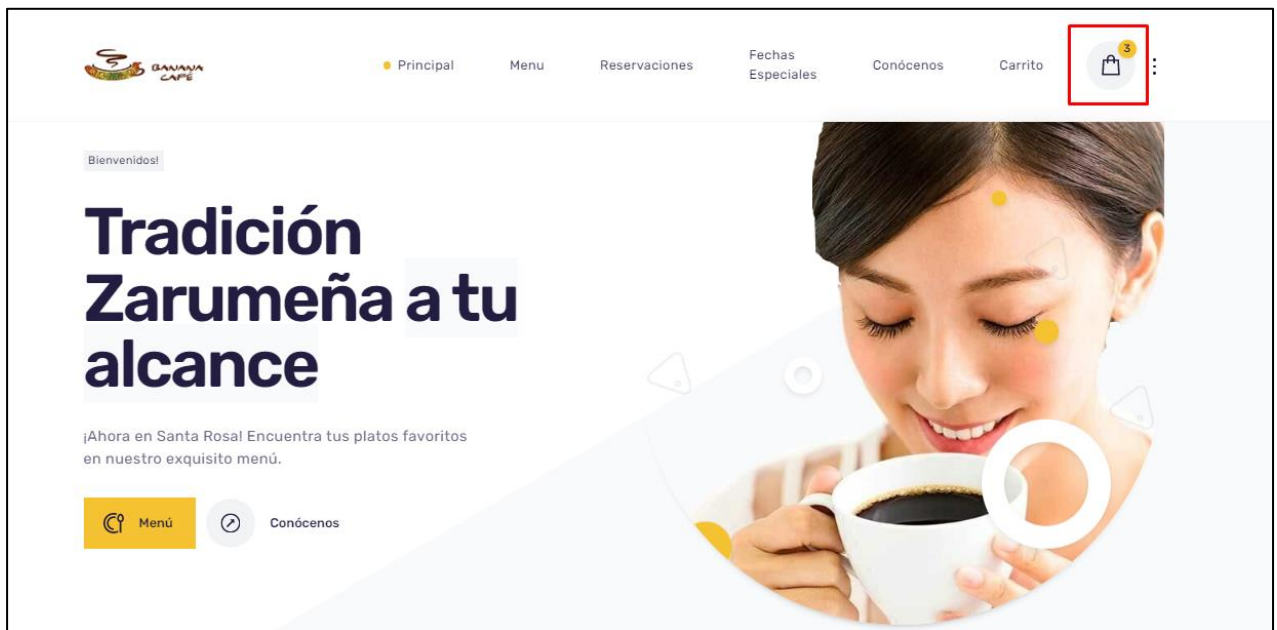 BANANA
CAFÉ
Principal
Menu
Reservaciones
Fechas
Especiales
Conócenos
Carrito
3
Bienvenidos!
Tradición
Zarumeña a tu
alcance
¡Ahora en Santa Rosa! Encuentra tus platos favoritos
en nuestro exquisito menú.
Menú
Conócenos